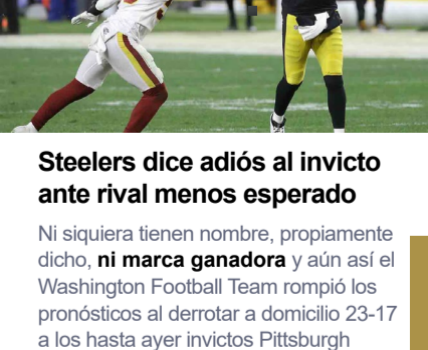 Steelers dice adiós al invicto
ante rival menos esperado
Ni siquiera tienen nombre, propiamente
dicho, ni marca ganadora y aún así el
Washington Football Team rompió los
pronósticos al derrotar a domicilio 23-17
a los hasta ayer invictos Pittsburgh